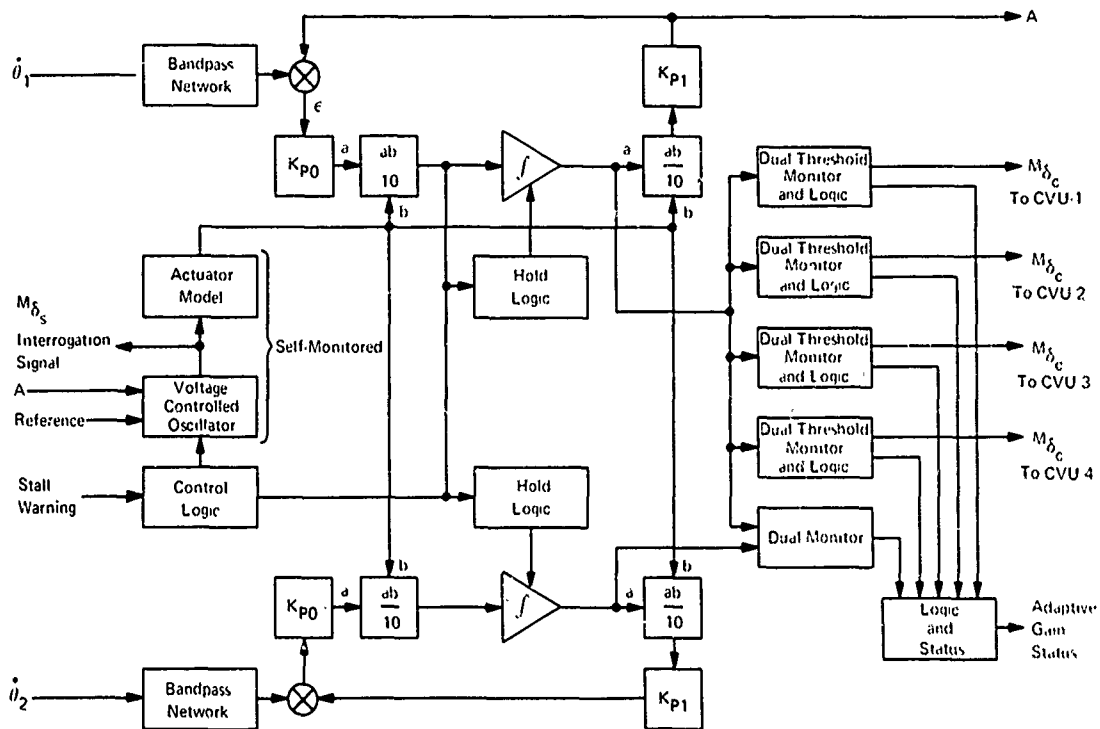 A
θ̇1
Bandpass
Network
ϵ
KP1
KP0
a
ab
10
b
∫
a
ab
10
b
Dual Threshold
Monitor
and Logic
Mδc
To CVU 1
Actuator
Model
Hold
Logic
Dual Threshold
Monitor
and Logic
Mδc
To CVU 2
Mδs
Interrogation
Signal
Self-Monitored
A
Reference
Voltage
Controlled
Oscillator
Dual Threshold
Monitor
and Logic
Mδc
To CVU 3
Dual Threshold
Monitor
and Logic
Mδc
To CVU 4
Stall
Warning
Control
Logic
Hold
Logic
Dual Monitor
KP0
a
b
ab
10
∫
a
b
ab
10
Logic
and
Status
Adaptive
Gain
Status
θ̇2
Bandpass
Network
KP1